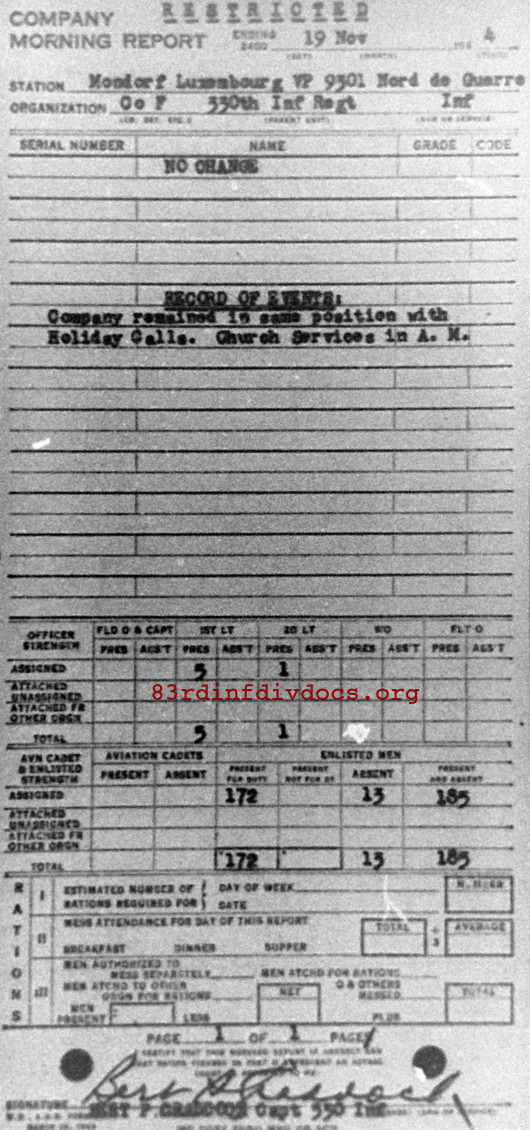 RESTRICTED
COMPANY
MORNING REPORT ENDING 2400 19 Nov 194 4
STATION Mondorf Luxembourg VP 9301 Nord de Guerre
ORGANIZATION Co F 330th Inf Regt Inf
SERIAL NUMBER NAME GRADE CODE
NO CHANGE
RECORD OF EVENTS:
Company remained in same position with
Holiday Calls. Church Services in A. M.
OFFICER STRENGTH FLD O & CAPT 1ST LT 2D LT WO FLT O
PRES ABS'T PRES ABS'T PRES ABS'T PRES ABS'T PRES ABS'T
ASSIGNED 5 1
ATTACHED UNASSIGNED
83rdinfdivdocs.org
ATTACHED FR OTHER ORGN
TOTAL 5 1
AVN CADET & ENLISTED STRENGTH AVIATION CADETS ENLISTED MEN
PRESENT ABSENT PRESENT FOR DUTY PRESENT NOT FOR DY ABSENT PRESENT AND ABSENT
ASSIGNED 172 13 185
ATTACHED UNASSIGNED
ATTACHED FR OTHER ORGN
TOTAL 172 13 185
RATIONS
I ESTIMATED NUMBER OF RATIONS REQUIRED FOR DAY OF WEEK NUMBER
DATE
II MESS ATTENDANCE FOR DAY OF THIS REPORT TOTAL ÷ 3 AVERAGE
BREAKFAST DINNER SUPPER
III MEN AUTHORIZED TO MESS SEPARATELY MEN ATCHD FOR RATIONS
MEN ATCHD TO OTHER ORGN FOR RATIONS NET O & OTHERS MESSED TOTAL
MEN PRESENT LESS PLUS
PAGE 1 OF 1 PAGE
SIGNATURE
BERT P CRADDOCK Capt 330 Inf